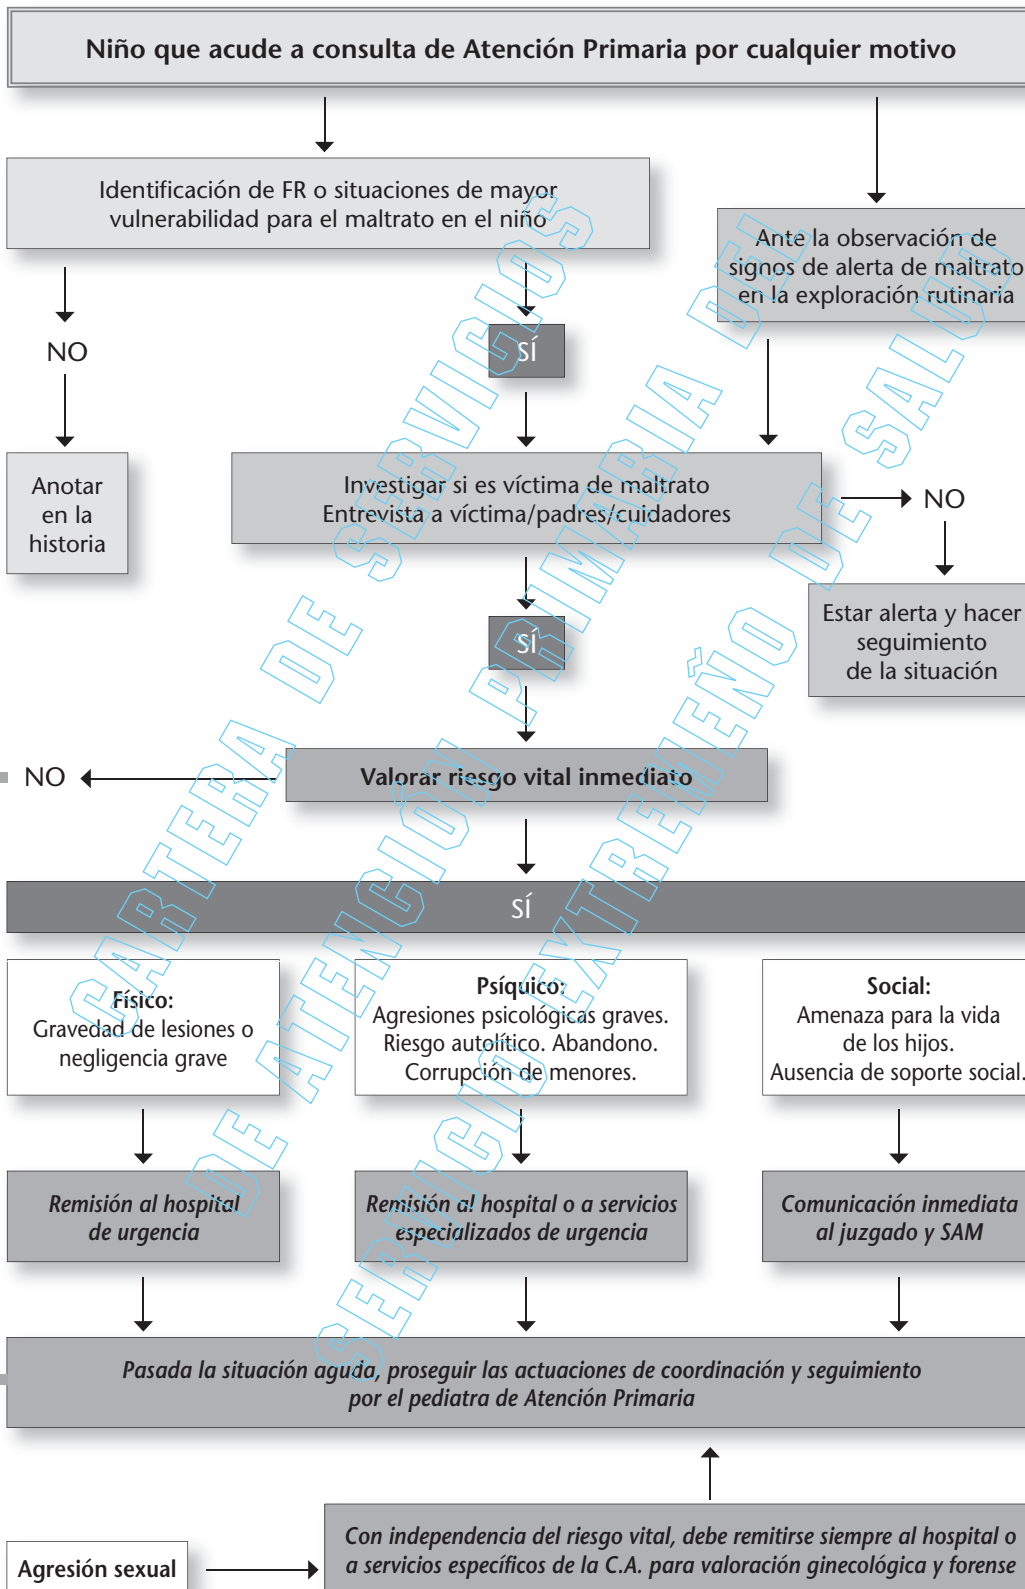 Niño que acude a consulta de Atención Primaria por cualquier motivo
Identificación de FR o situaciones de mayor
vulnerabilidad para el maltrato en el niño
Ante la observación de
signos de alerta de maltrato
en la exploración rutinaria
NO
SÍ
Anotar
en la
historia
Investigar si es víctima de maltrato
Entrevista a víctima/padres/cuidadores
NO
SÍ
Estar alerta y hacer
seguimiento
de la situación
NO
Valorar riesgo vital inmediato
SÍ
Físico:
Gravedad de lesiones o
negligencia grave
Psíquico:
Agresiones psicológicas graves.
Riesgo autolítico. Abandono.
Corrupción de menores.
Social:
Amenaza para la vida
de los hijos.
Ausencia de soporte social.
Remisión al hospital
de urgencia
Remisión al hospital o a servicios
especializados de urgencia
Comunicación inmediata
al juzgado y SAM
Pasada la situación aguda, proseguir las actuaciones de coordinación y seguimiento
por el pediatra de Atención Primaria
Agresión sexual
Con independencia del riesgo vital, debe remitirse siempre al hospital o
a servicios específicos de la C.A. para valoración ginecológica y forense
CARTERA DE SERVICIOS
DE ATENCIÓN PRIMARIA DEL
SERVICIO EXTREMEÑO DE SALUD